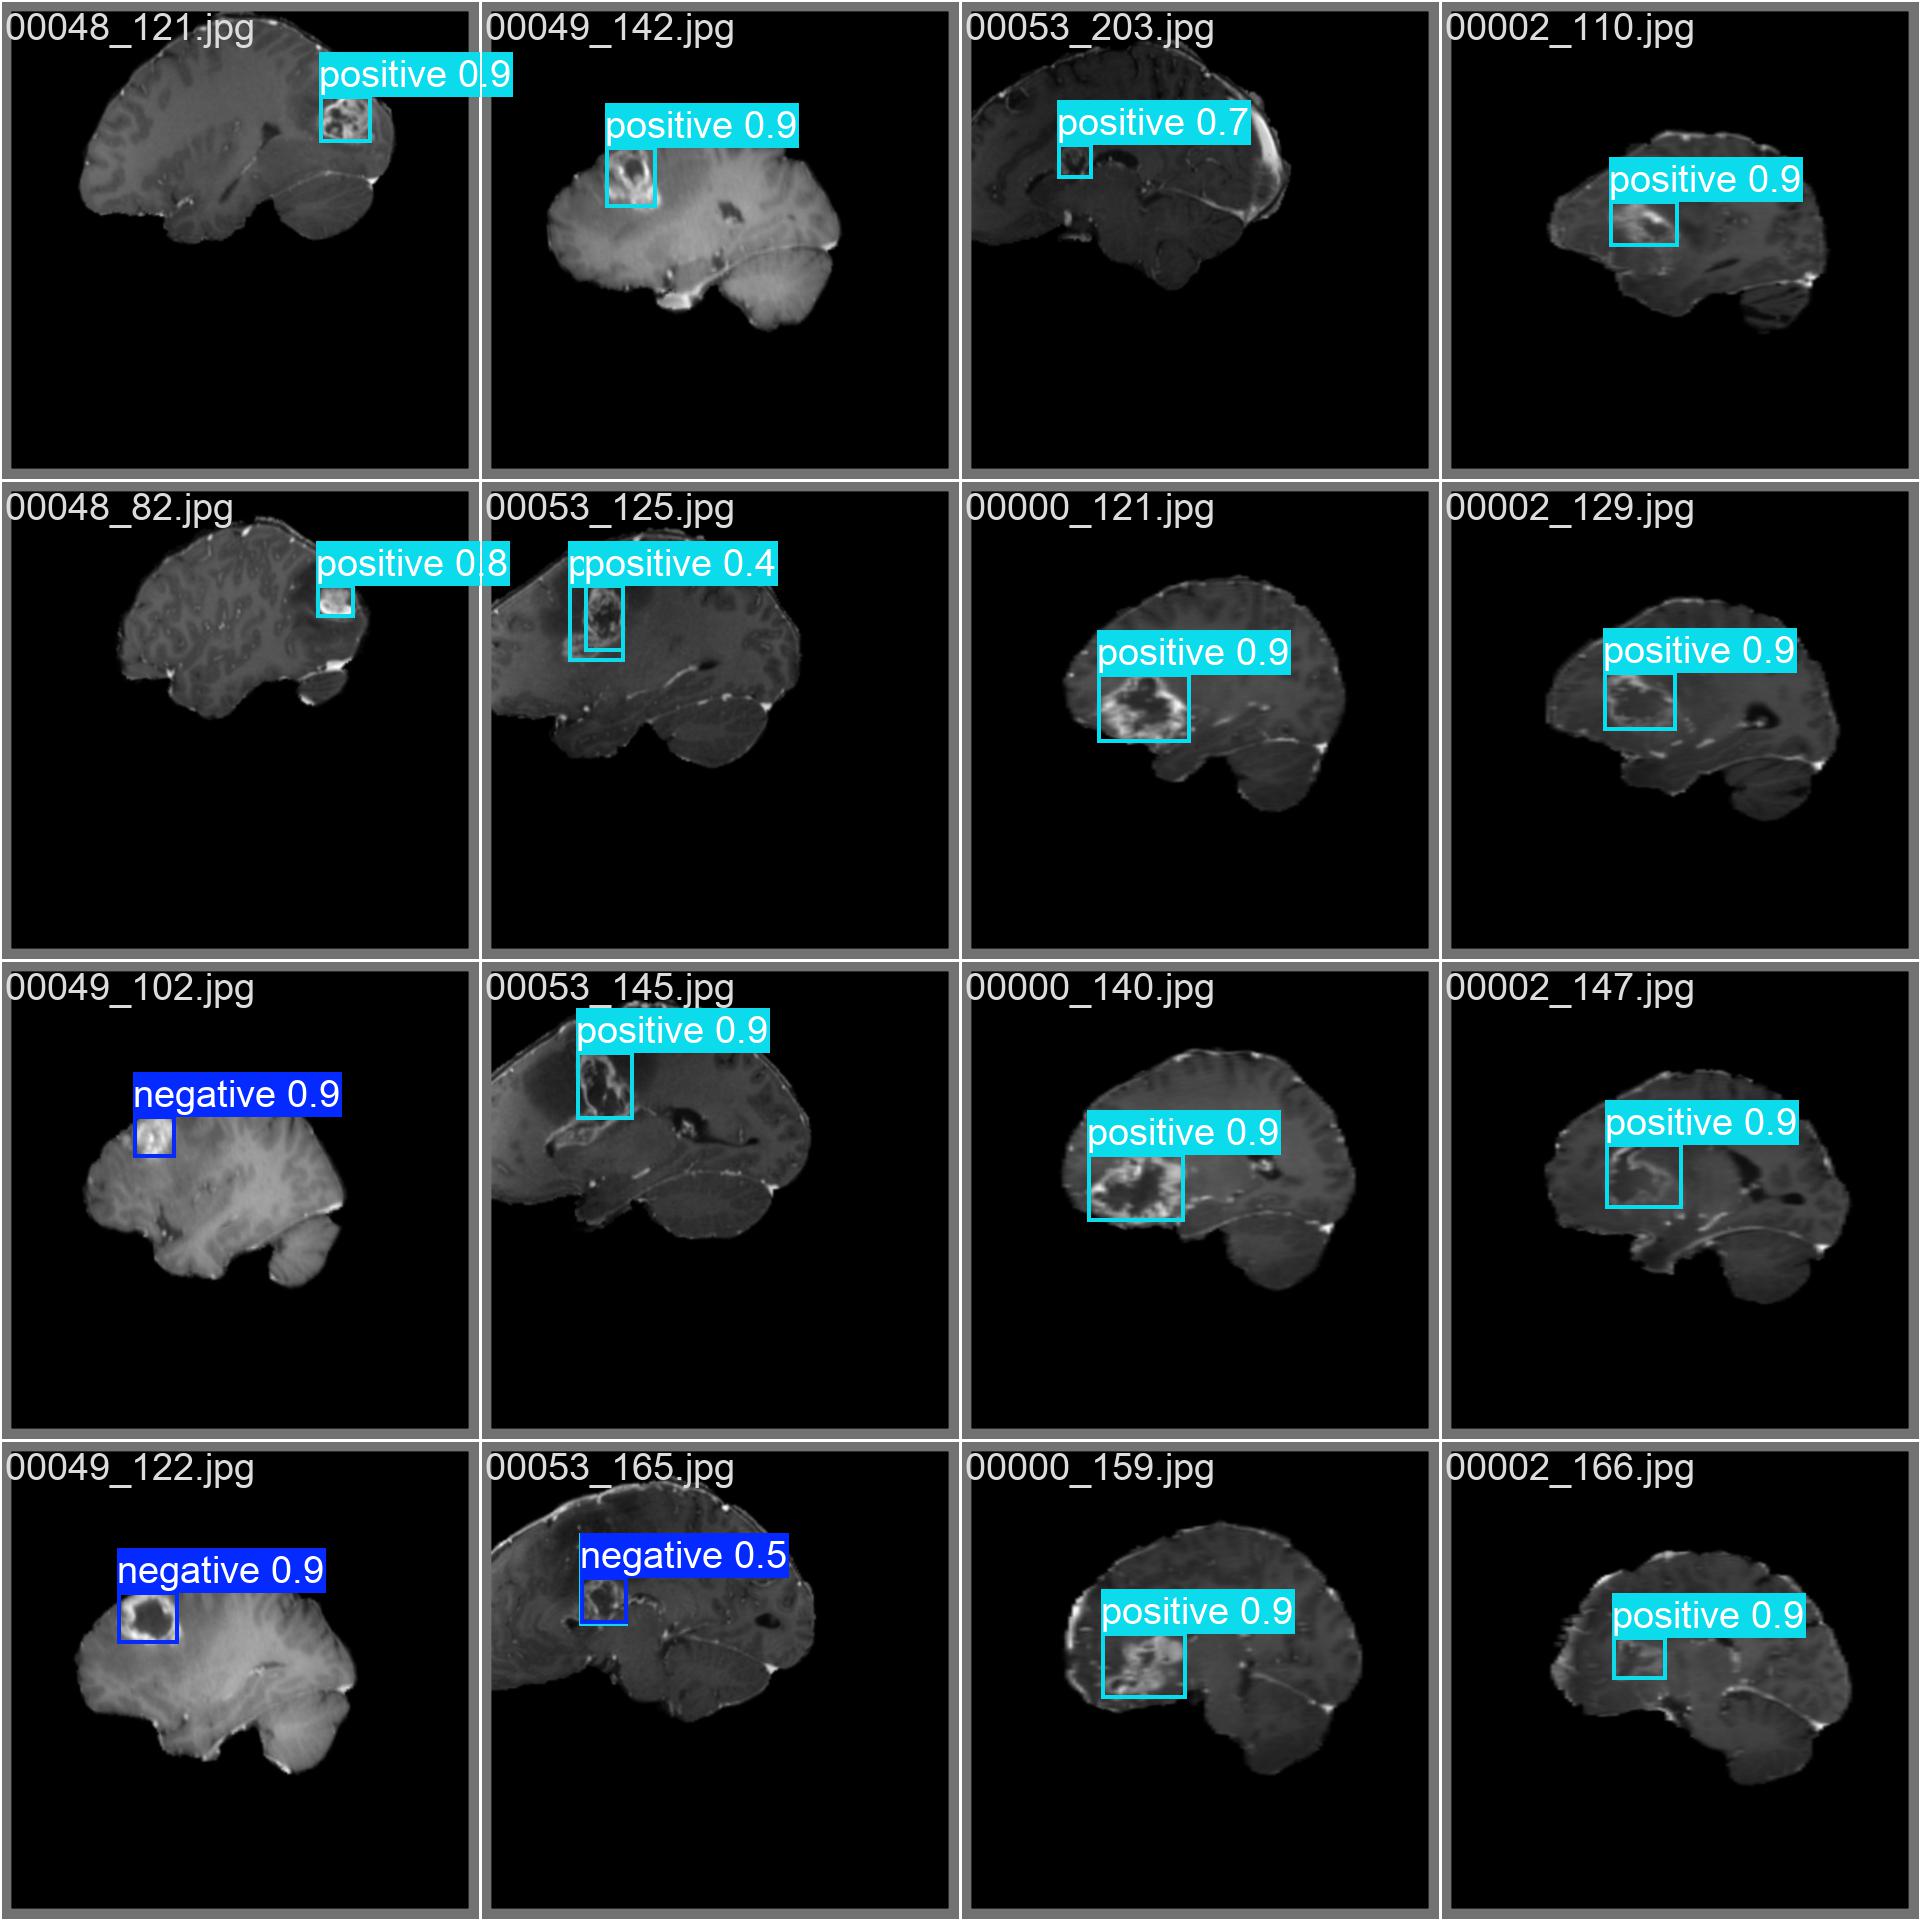 00048_121.jpg
positive 0.9
00049_142.jpg
positive 0.9
00053_203.jpg
positive 0.7
00002_110.jpg
positive 0.9
00048_82.jpg
positive 0.8
00053_125.jpg
p
positive 0.4
00000_121.jpg
positive 0.9
00002_129.jpg
positive 0.9
00049_102.jpg
negative 0.9
00053_145.jpg
positive 0.9
00000_140.jpg
positive 0.9
00002_147.jpg
positive 0.9
00049_122.jpg
negative 0.9
00053_165.jpg
negative 0.5
00000_159.jpg
positive 0.9
00002_166.jpg
positive 0.9